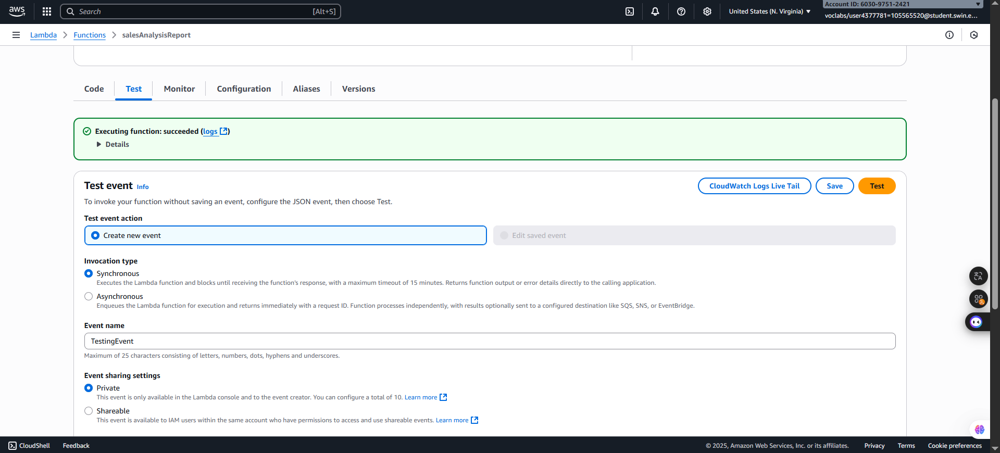 aws
Search [Alt+S]
United States (N. Virginia)
Account ID: 6030-9751-2421
voclabs/user4377781=105565520@student.swin.e...
Lambda > Functions > salesAnalysisReport
Code Test Monitor Configuration Aliases Versions
Executing function: succeeded (logs)
Details
Test event Info
CloudWatch Logs Live Tail Save Test
To invoke your function without saving an event, configure the JSON event, then choose Test.
Test event action
Create new event Edit saved event
Invocation type
Synchronous
Executes the Lambda function and blocks until receiving the function's response, with a maximum timeout of 15 minutes. Returns function output or error details directly to the calling application.
Asynchronous
Enqueues the Lambda function for execution and returns immediately with a request ID. Function processes independently, with results optionally sent to a configured destination like SQS, SNS, or EventBridge.
Event name
TestingEvent
Maximum of 25 characters consisting of letters, numbers, dots, hyphens and underscores.
Event sharing settings
Private
This event is only available in the Lambda console and to the event creator. You can configure a total of 10. Learn more
Shareable
This event is available to IAM users within the same account who have permissions to access and use shareable events. Learn more
CloudShell Feedback © 2025, Amazon Web Services, Inc. or its affiliates. Privacy Terms Cookie preferences